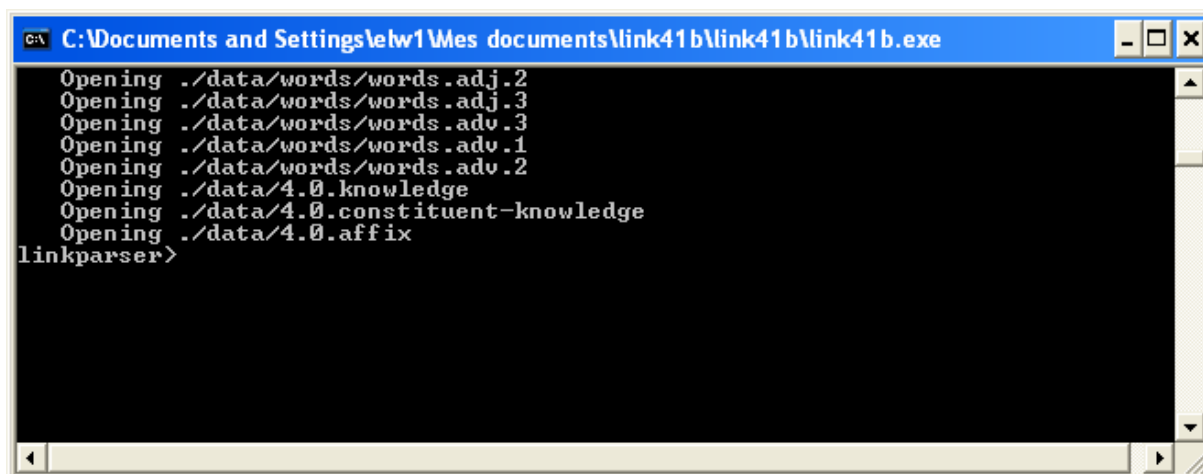 C:\Documents and Settings\elw1\Mes documents\link41b\link41b\link41b.exe
Opening ./data/words/words.adj.2
Opening ./data/words/words.adj.3
Opening ./data/words/words.adv.3
Opening ./data/words/words.adv.1
Opening ./data/words/words.adv.2
Opening ./data/4.0.knowledge
Opening ./data/4.0.constituent-knowledge
Opening ./data/4.0.affix
linkparser>